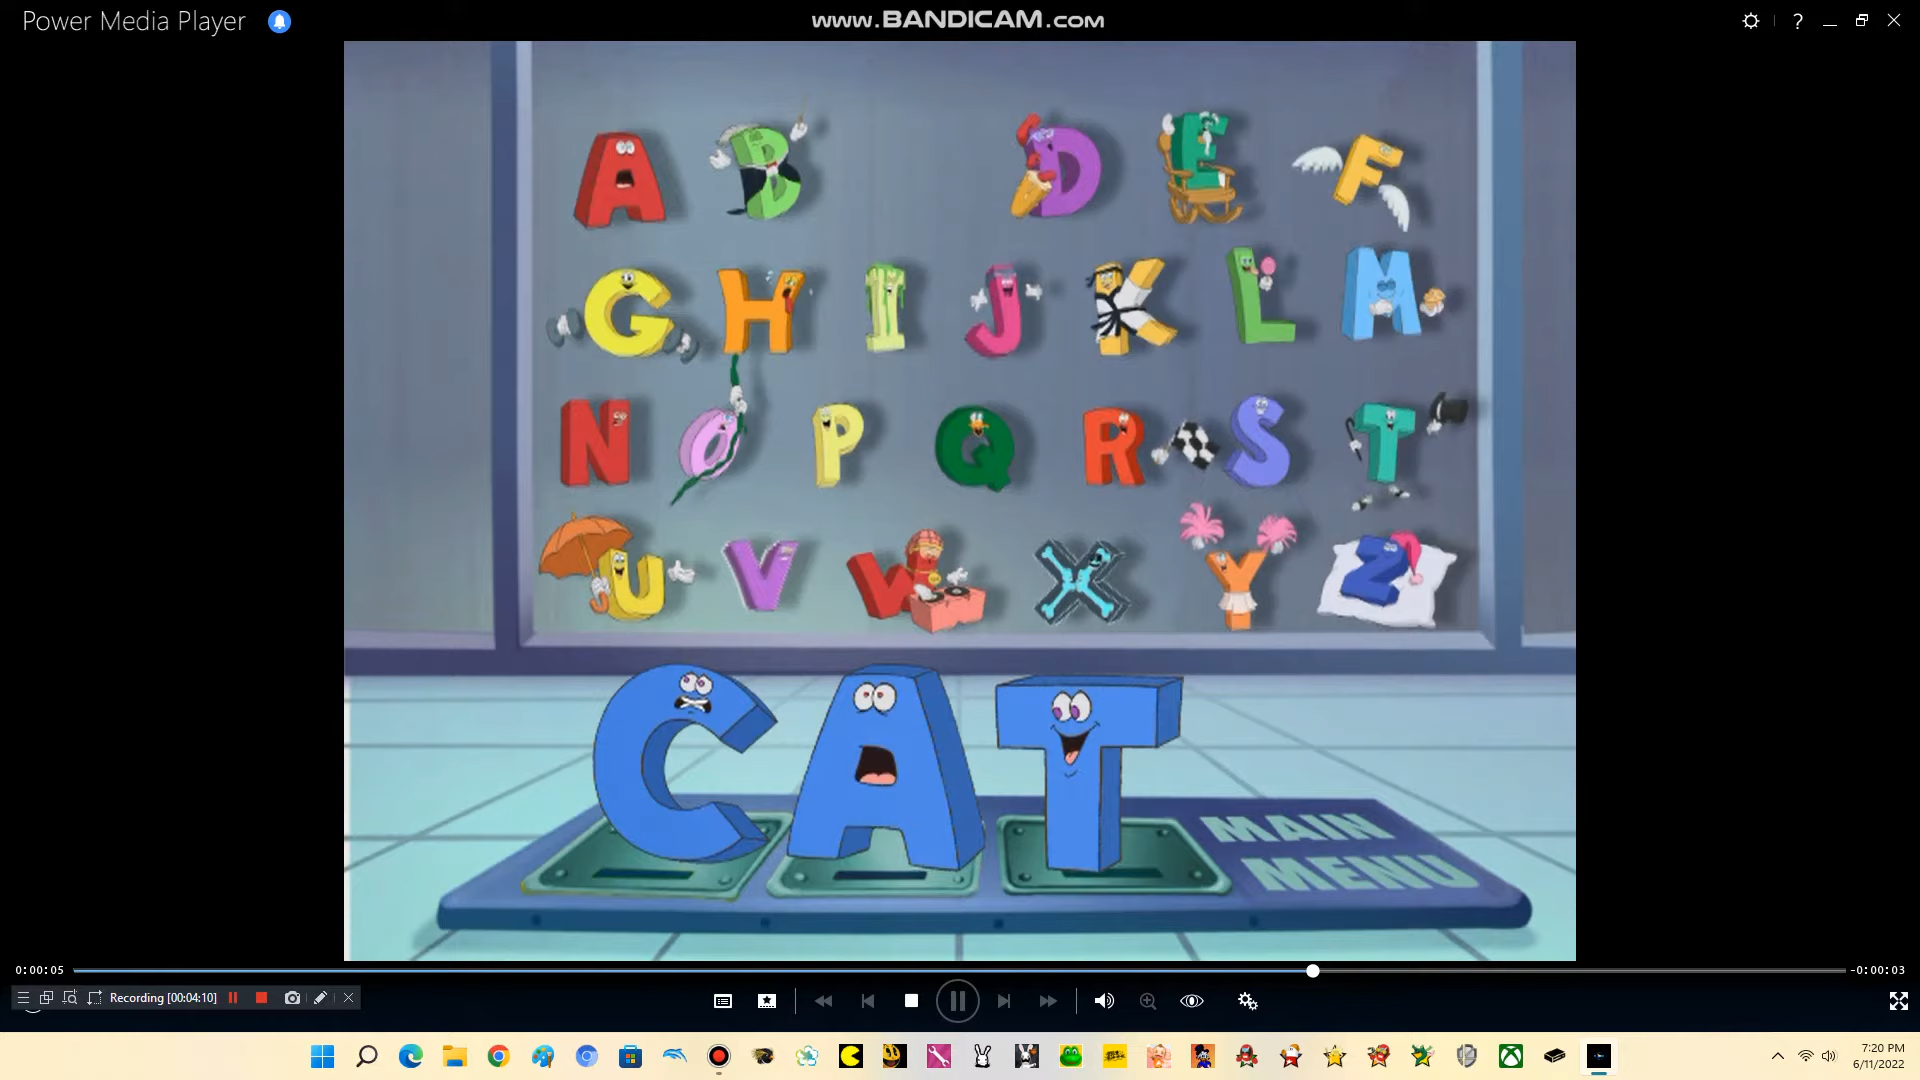 Power Media Player
www.BANDICAM.com
?
A B D E F
G H I J K L M
N O P Q R S T
U V W X Y Z
CAT
MAIN
MENU
0:00:05
-0:00:03
Recording [00:04:10]
7:20 PM
6/11/2022